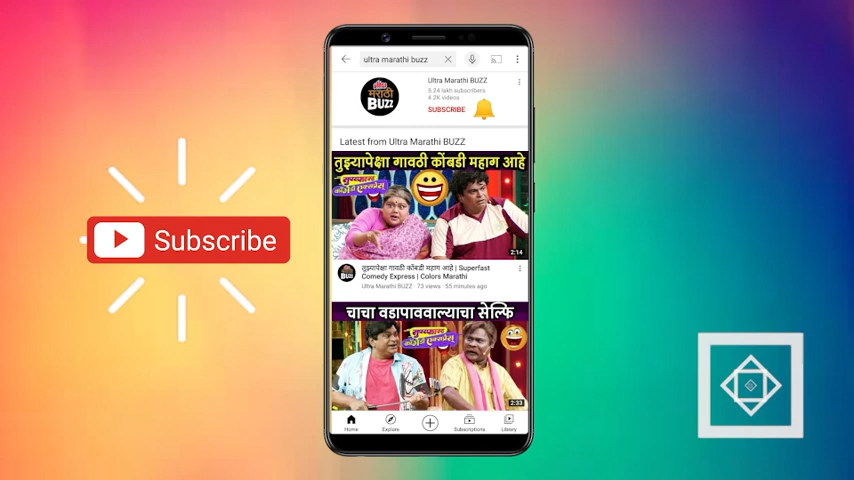 ultra marathi buzz
Ultra Marathi BUZZ
5.24 lakh subscribers
4.2K videos
SUBSCRIBE
मराठी
BUZZ
Latest from Ultra Marathi BUZZ
तुझ्यापेक्षा गावठी कोंबडी महाग आहे
2:14
तुझ्यापेक्षा गावठी कोंबडी महाग आहे | Superfast
Comedy Express | Colors Marathi
Ultra Marathi BUZZ · 73 views · 55 minutes ago
चाचा वडापाववाल्याचा सेल्फि
2:33
Home
Explore
Subscriptions
Library
Subscribe